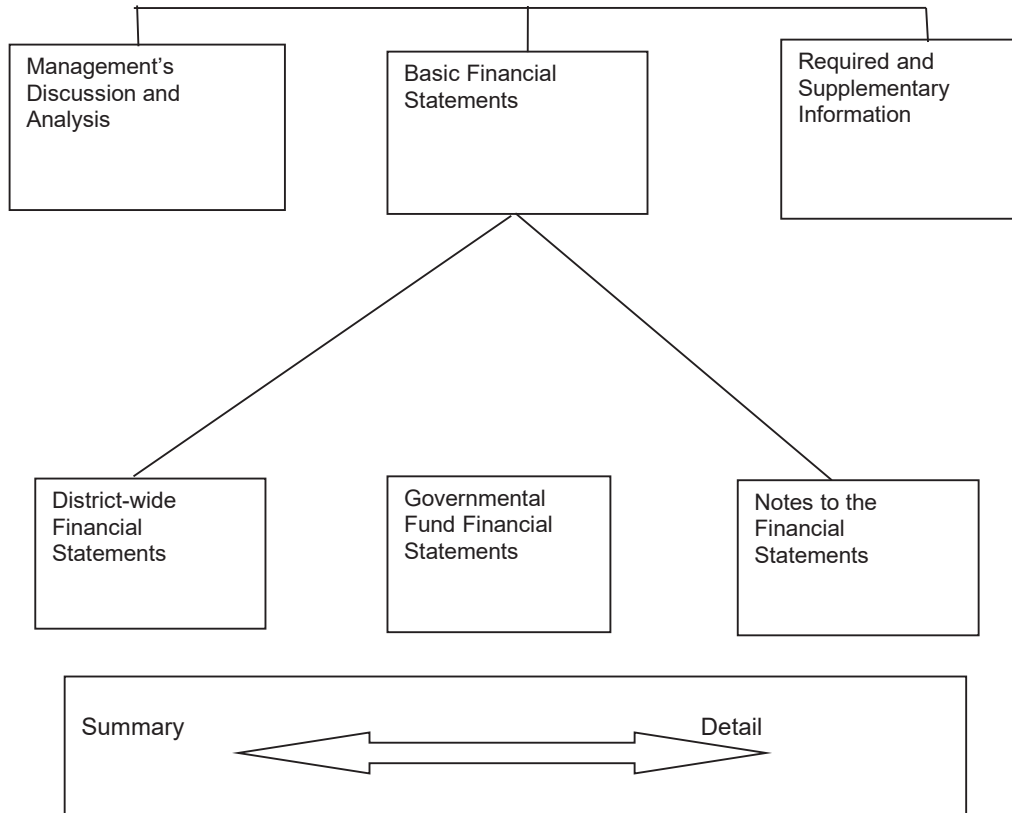 Management’s
Discussion and
Analysis
Basic Financial
Statements
Required and
Supplementary
Information
District-wide
Financial
Statements
Governmental
Fund Financial
Statements
Notes to the
Financial
Statements
Summary
Detail